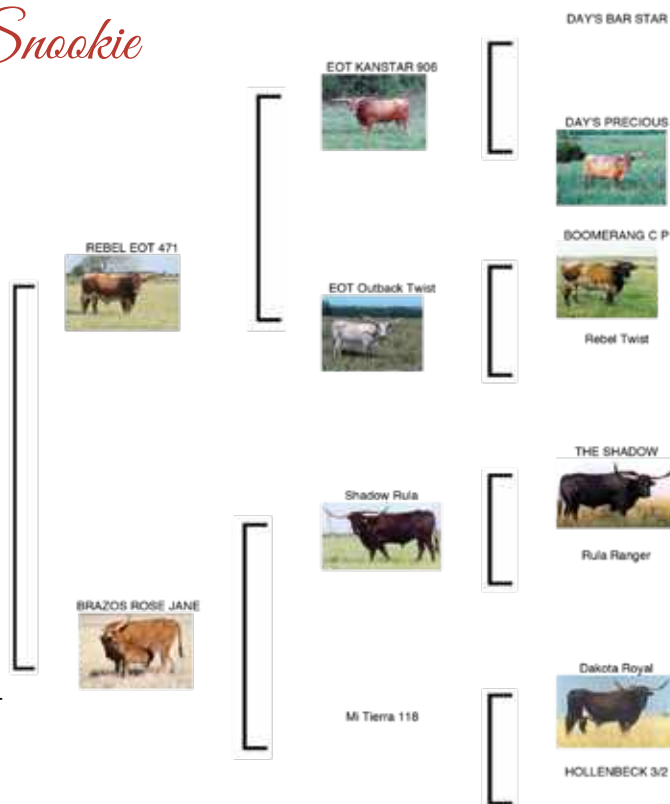 Snookie
DAY'S BAR STAR
EOT KANSTAR 906
DAY'S PRECIOUS
BOOMERANG C P
REBEL EOT 471
EOT Outback Twist
Rebel Twist
THE SHADOW
Shadow Rula
Rula Ranger
BRAZOS ROSE JANE
Dakota Royal
Mi Tierra 118
HOLLENBECK 3/2